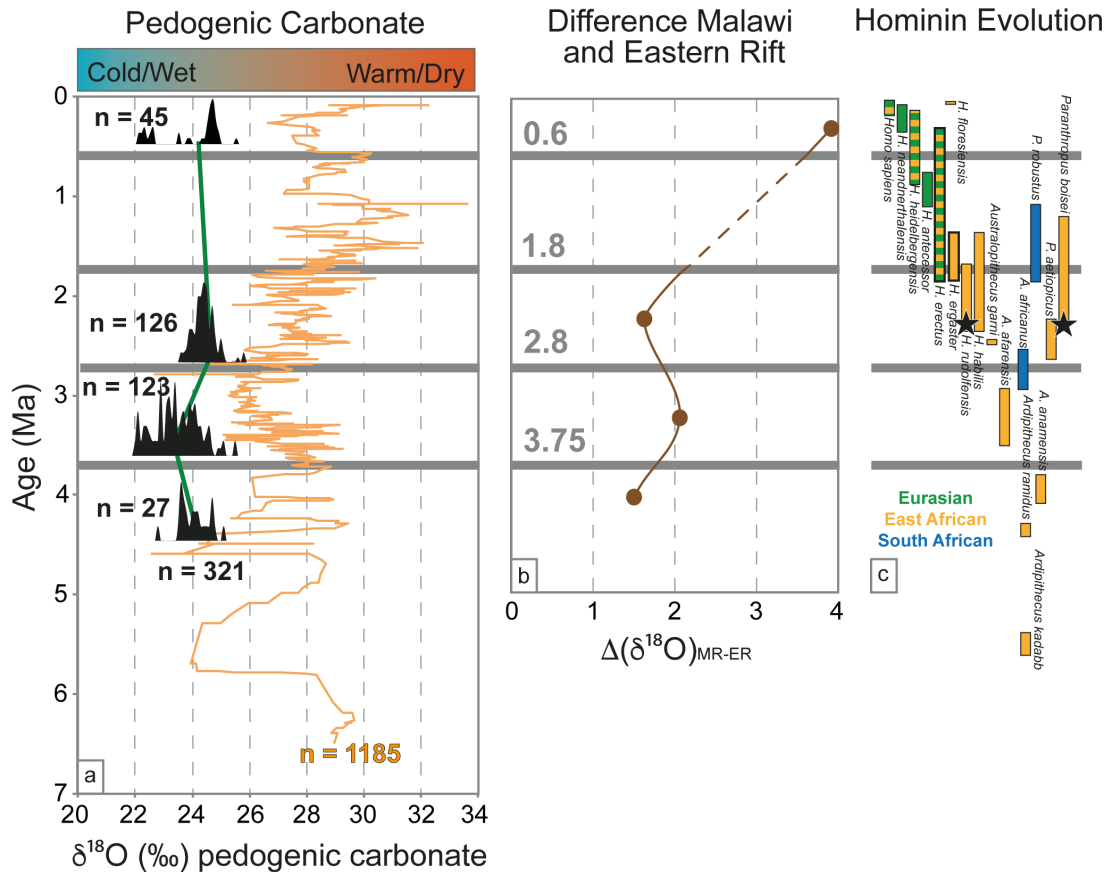 Pedogenic Carbonate
Difference Malawi
and Eastern Rift
Hominin Evolution
Cold/Wet
Warm/Dry
0
1
2
3
4
5
6
7
Age (Ma)
n = 45
n = 126
n = 123
n = 27
n = 321
n = 1185
a
20 22 24 26 28 30 32 34
δ¹⁸O (‰) pedogenic carbonate
0.6
1.8
2.8
3.75
b
0 1 2 3 4
Δ(δ¹⁸O)MR-ER
Homo sapiens
H. neandnerthalensis
H. heidelbergensis
H. antecessor
H. erectus
H. ergaster
H. floresiensis
H. rudolfensis
H. habilis
Australopithecus garhi
A. afarensis
A. africanus
P. robustus
P. aetiopicus
Paranthropus boisei
Ardipithecus ramidus
A. anamensis
Ardipithecus kadabb
Eurasian
East African
South African
c